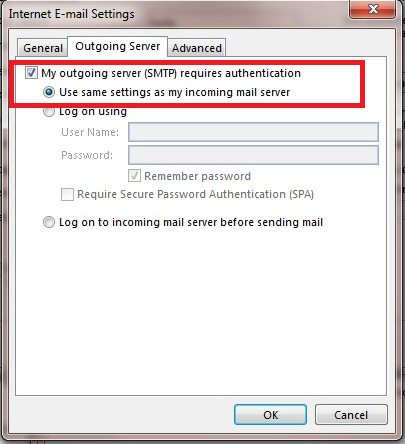 Internet E-mail Settings
General
Outgoing Server
Advanced
My outgoing server (SMTP) requires authentication
Use same settings as my incoming mail server
Log on using
User Name:
Password:
Remember password
Require Secure Password Authentication (SPA)
Log on to incoming mail server before sending mail
OK
Cancel